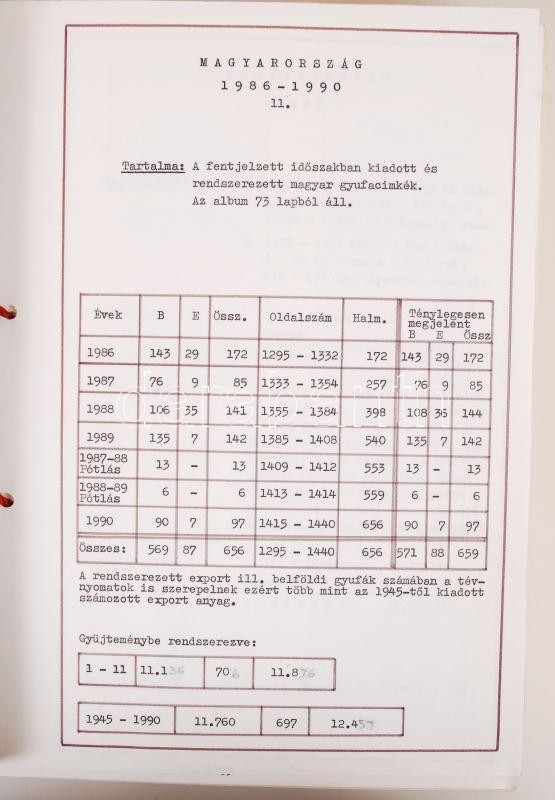 MAGYARORSZÁG
1986-1990
11.
Tartalma: A fentjelzett időszakban kiadott és
rendszerezett magyar gyufacimkék.
Az album 73 lapból áll.
Évek B E Össz. Oldalszám Halm. Ténylegesen megjelent B E Össz
1986 143 29 172 1295 - 1332 172 143 29 172
1987 76 9 85 1333 - 1354 257 76 9 85
1988 106 35 141 1355 - 1384 398 108 36 144
1989 135 7 142 1385 - 1408 540 135 7 142
1987-88 Pótlás 13 - 13 1409 - 1412 553 13 - 13
1988-89 Pótlás 6 - 6 1413 - 1414 559 6 - 6
1990 90 7 97 1415 - 1440 656 90 7 97
Összes: 569 87 656 1295 - 1440 656 571 88 659
A rendszerezett export ill. belföldi gyufák számában a tév-
nyomatok is szerepelnek ezért több mint az 1945-től kiadott
számozott export anyag.
Gyüjteménybe rendszerezve:
1 - 11 11.136 706 11.876
1945 - 1990 11.760 697 12.457
darabanth